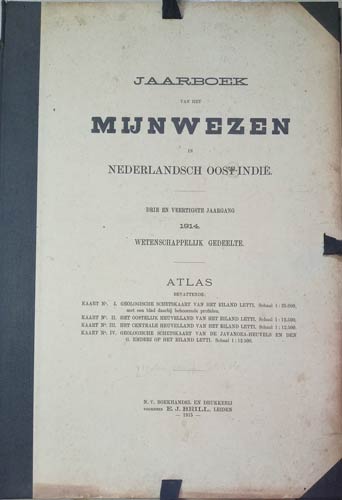 JAARBOEK
VAN HET
MIJNWEZEN
IN
NEDERLANDSCH OOST-INDIË.
DRIE EN VEERTIGSTE JAARGANG
1914.
WETENSCHAPPELIJK GEDEELTE.
ATLAS
BEVATTENDE:
KAART No. I. GEOLOGISCHE SCHETSKAART VAN HET EILAND LETTI. Schaal 1 : 25.000,
met een blad daarbij behoorende profielen.
KAART No. II. HET OOSTELIJK HEUVELLAND VAN HET EILAND LETTI. Schaal 1 : 12.500.
KAART No. III. HET CENTRALE HEUVELLAND VAN HET EILAND LETTI. Schaal 1 : 12.500.
KAART No. IV. GEOLOGISCHE SCHETSKAART VAN DE JAVANOKA-HEUVELS EN DEN
G. EMDERI OP HET EILAND LETTI. Schaal 1 : 12.500.
N. V. BOEKHANDEL EN DRUKKERIJ
VOORHEEN E. J. BRILL, LEIDEN
— 1915 —